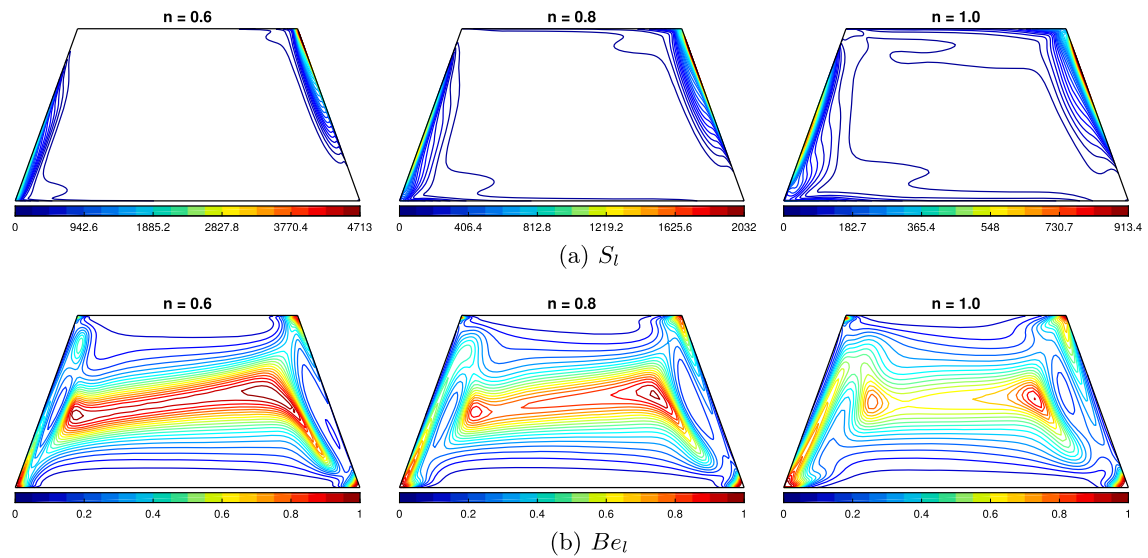 n = 0.6 n = 0.8 n = 1.0
0 942.6 1885.2 2827.8 3770.4 4713 0 406.4 812.8 1219.2 1625.6 2032 0 182.7 365.4 548 730.7 913.4
(a) S_l
n = 0.6 n = 0.8 n = 1.0
0 0.2 0.4 0.6 0.8 1 0 0.2 0.4 0.6 0.8 1 0 0.2 0.4 0.6 0.8 1
(b) Be_l